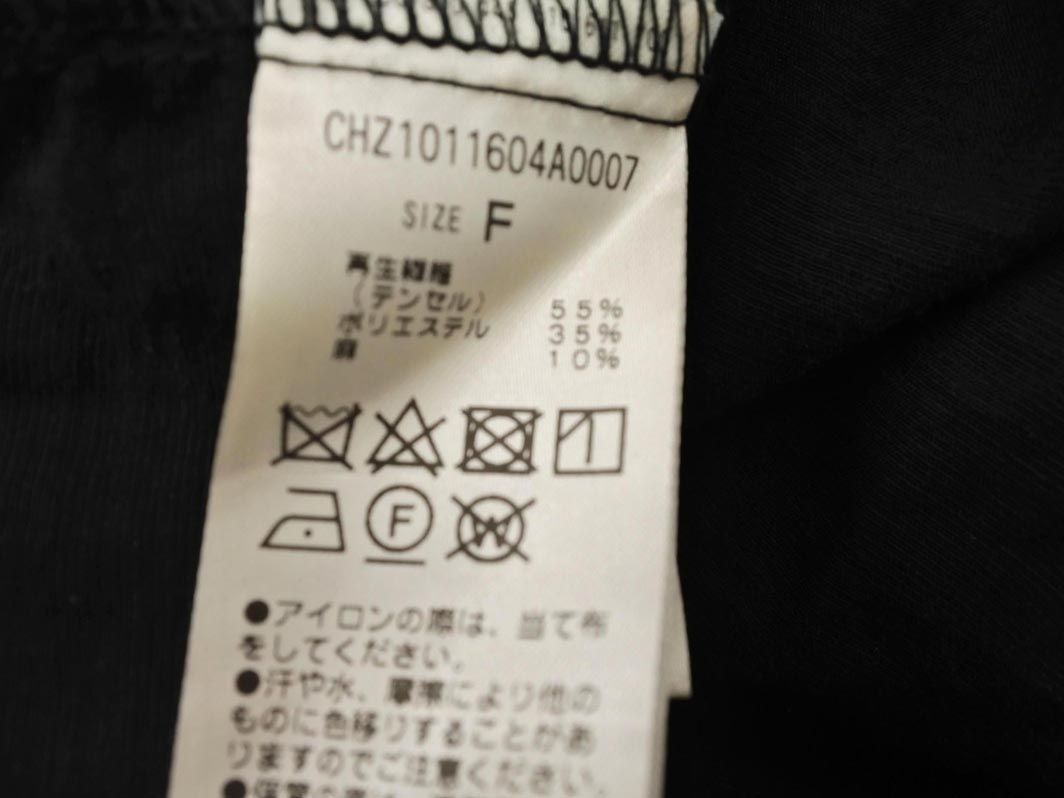 CHZ1011604A0007
SIZE F
再生繊維
(テンセル) 55%
ポリエステル 35%
麻 10%
F
W
●アイロンの際は、当て布
をしてください。
●汗や水、摩擦により他の
ものに色移りすることがあ
りますのでご注意ください。